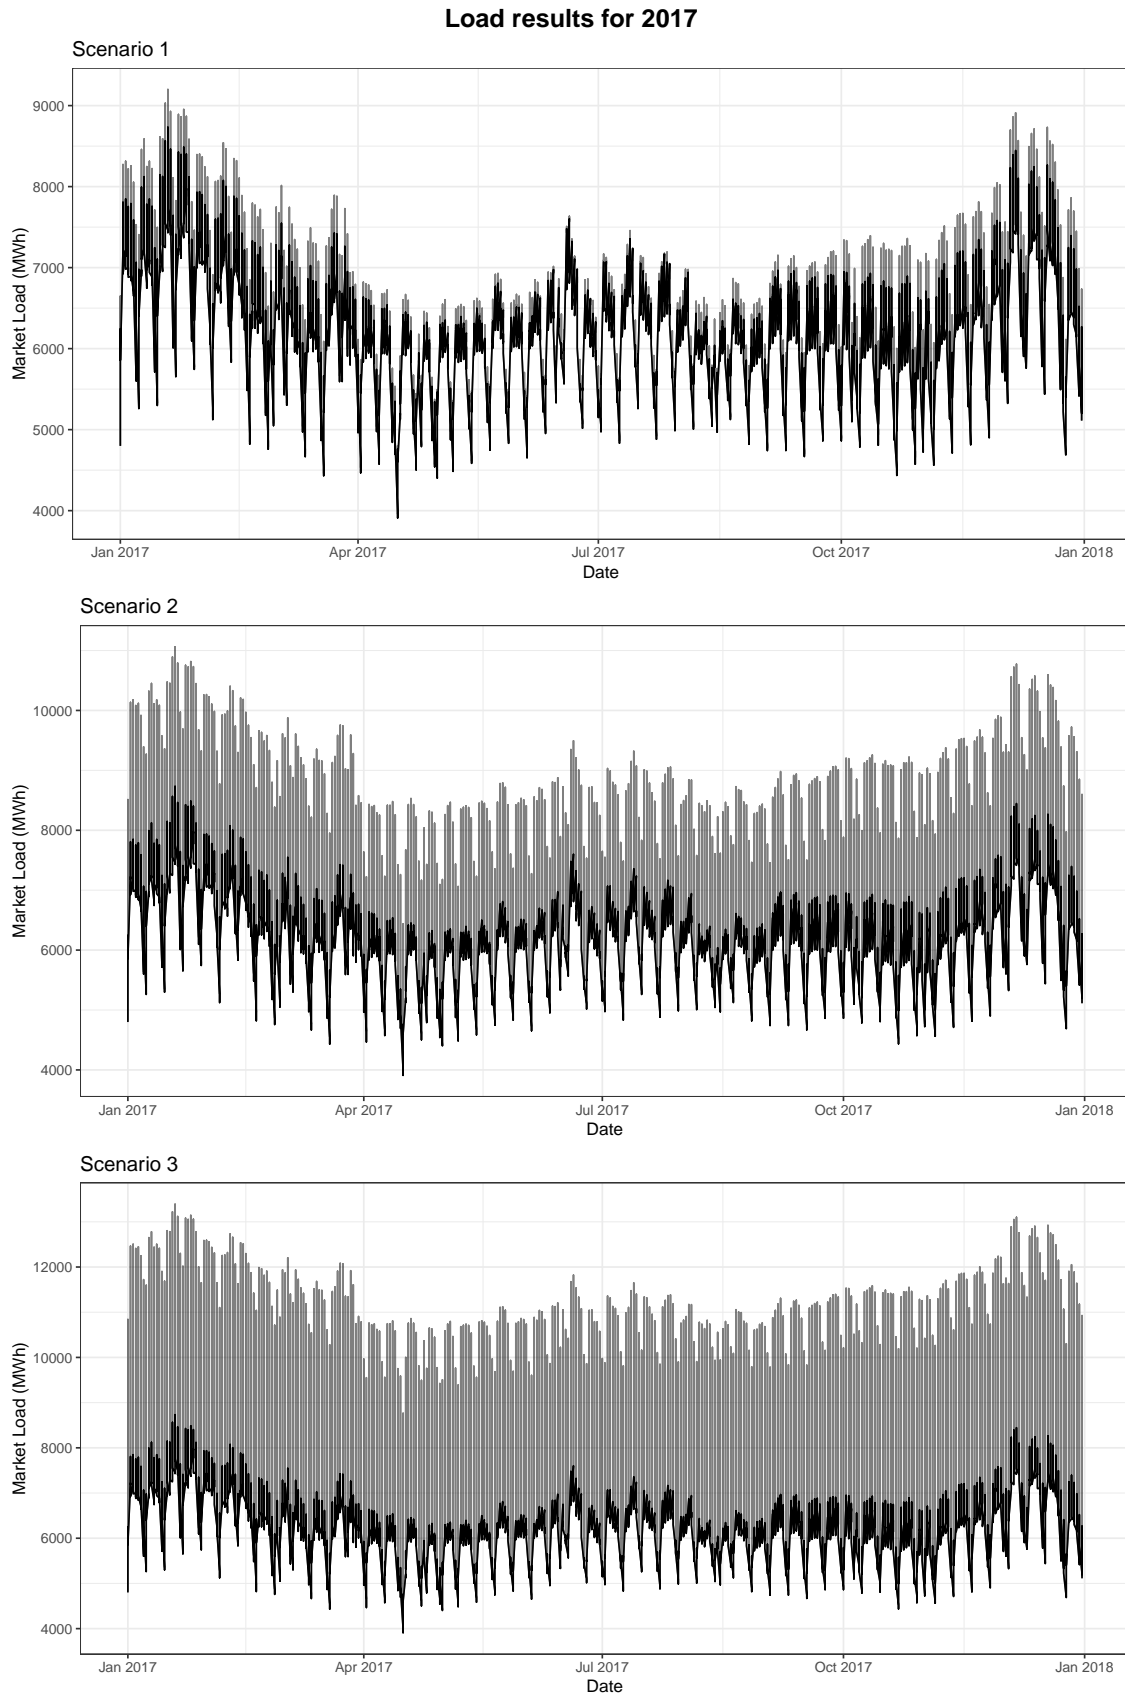 Load results for 2017
Scenario 1
9000
8000
7000
6000
5000
4000
Market Load (MWh)
Jan 2017 Apr 2017 Jul 2017 Oct 2017 Jan 2018
Date
Scenario 2
10000
8000
6000
4000
Market Load (MWh)
Jan 2017 Apr 2017 Jul 2017 Oct 2017 Jan 2018
Date
Scenario 3
12000
10000
8000
6000
4000
Market Load (MWh)
Jan 2017 Apr 2017 Jul 2017 Oct 2017 Jan 2018
Date